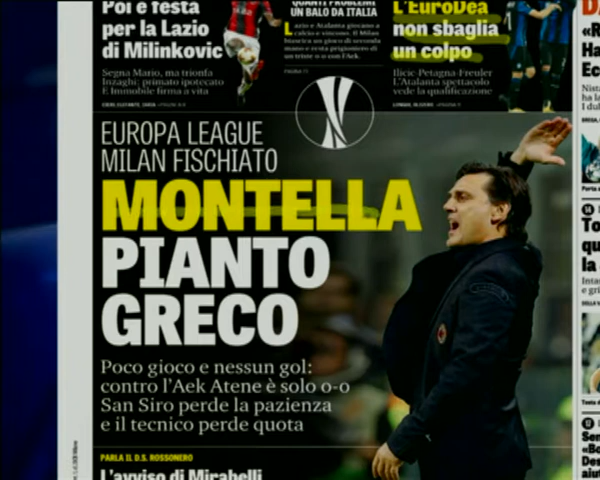 Poi è festa
per la Lazio
di Milinkovic
Segna Mario, ma trionfa
Inzaghi: primato ipotecato
E Immobile firma a vita
QUANTI PROBLEMI
UN BALO DA ITALIA
L'EuroDea
non sbaglia
un colpo
Ilicic-Petagna-Freuler
L'Atalanta spettacolo
vede la qualificazione
EUROPA LEAGUE
MILAN FISCHIATO
MONTELLA
PIANTO
GRECO
Poco gioco e nessun gol:
contro l'Aek Atene è solo 0-0
San Siro perde la pazienza
e il tecnico perde quota
PARLA IL D.S. ROSSONERO
L'avviso di Mirabelli